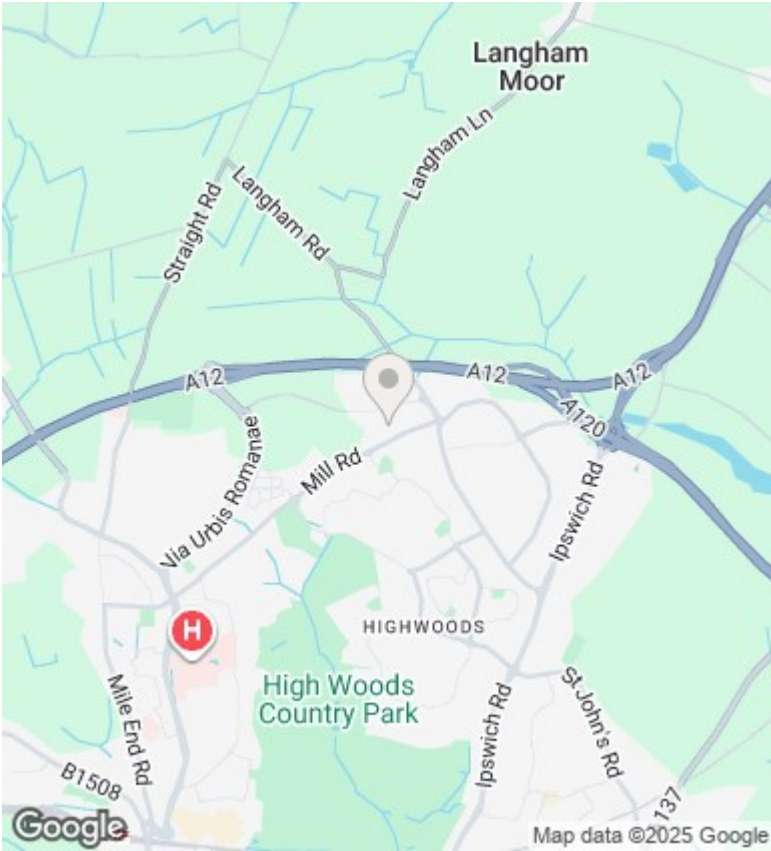 Langham
Moor
Langham Ln
Langham Rd
Straight Rd
A12
A12
A12
A120
Via Urbis Romanae
Mill Rd
Ipswich Rd
H
HIGHWOODS
High Woods
Country Park
Mile End Rd
St John's Rd
Ipswich Rd
B1508
137
Google
Map data ©2025 Google